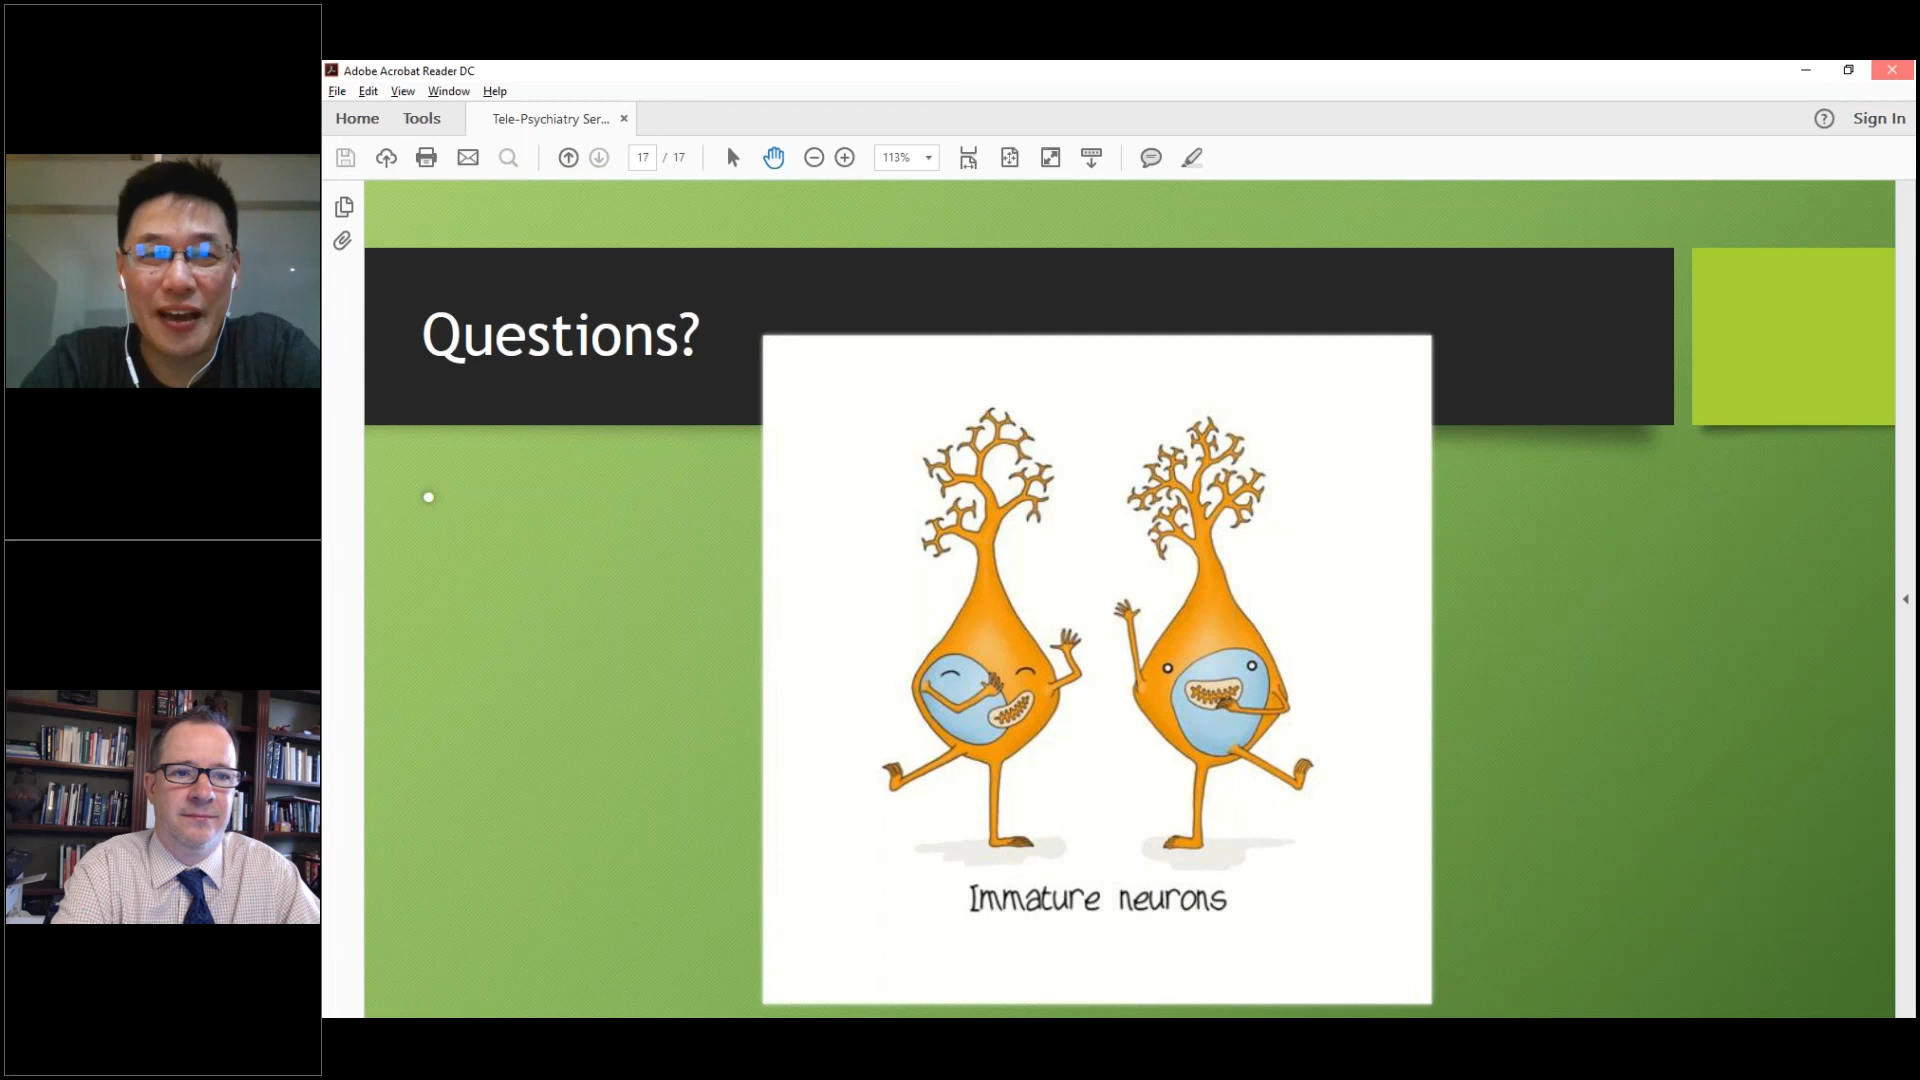 Adobe Acrobat Reader DC
File Edit View Window Help
Home Tools Tele-Psychiatry Ser... Sign In
17 / 17 113%
Questions?
Immature neurons